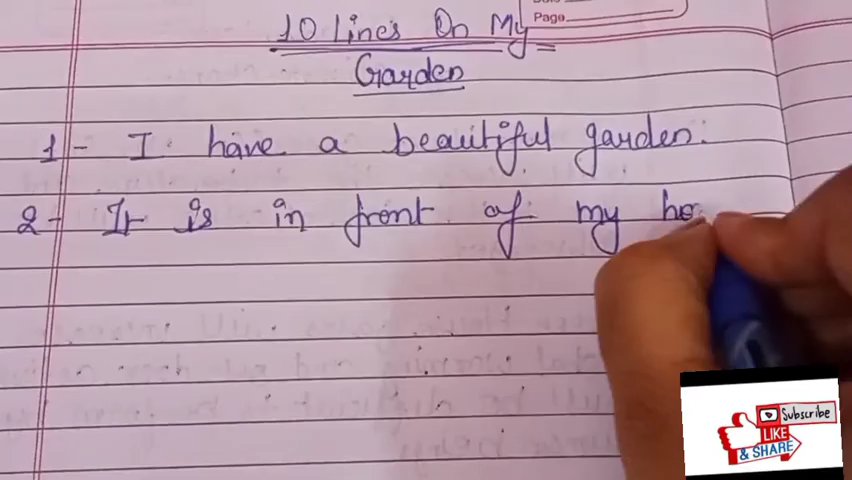 Page
10 lines On My
Garden
1- I have a beautiful garden.
2- It is in front of my ho
Subscribe
LIKE
& SHARE